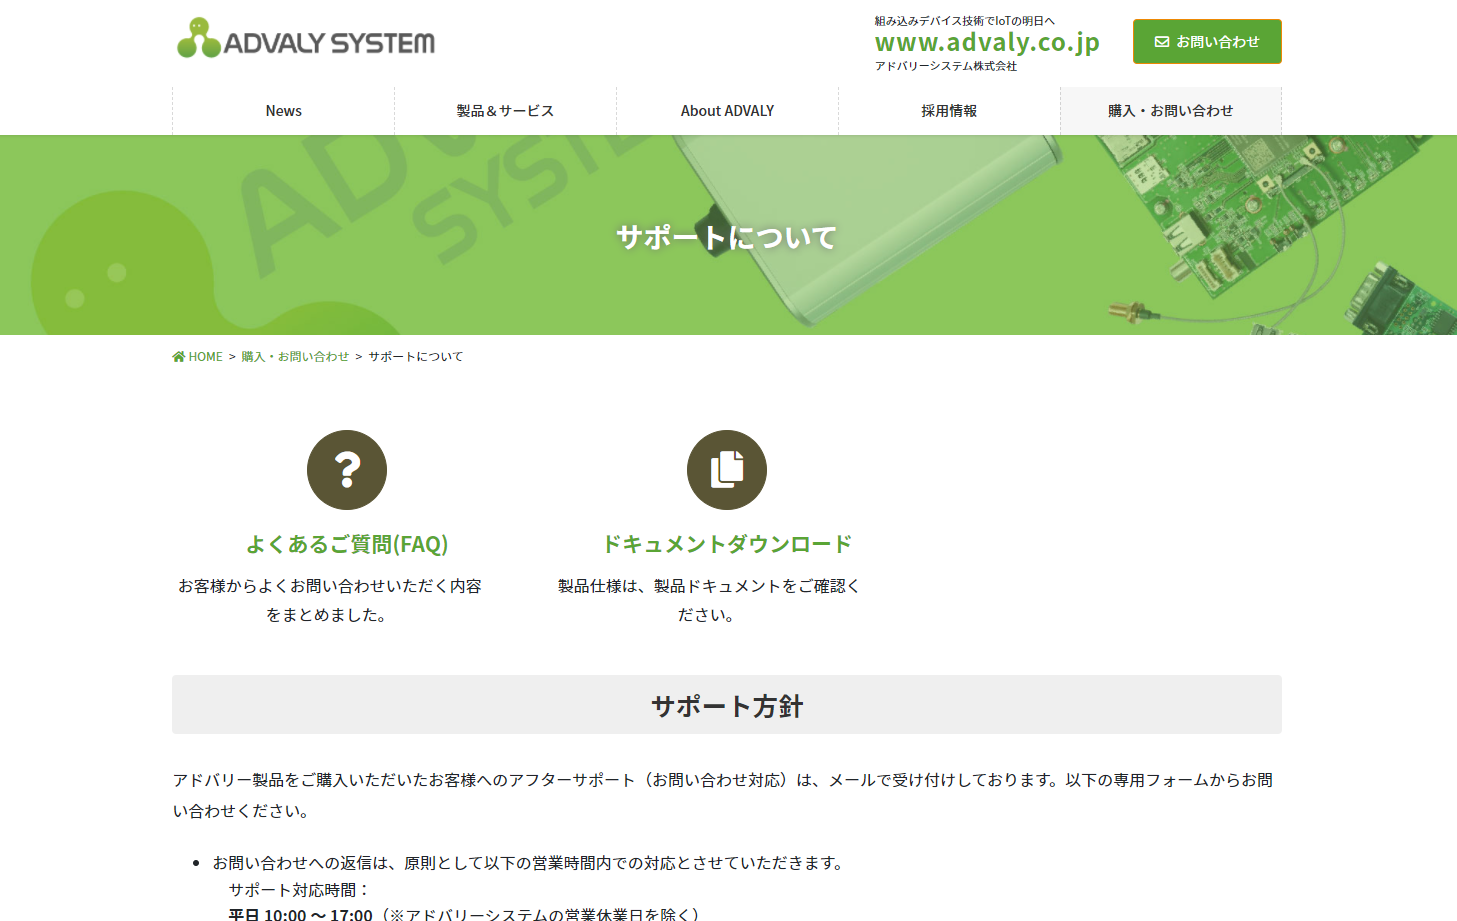 ADVALY SYSTEM
組み込みデバイス技術でIoTの明日へ
www.advaly.co.jp
アドバリーシステム株式会社
お問い合わせ
News
製品＆サービス
About ADVALY
採用情報
購入・お問い合わせ
ADV
SYSTE
サポートについて
HOME > 購入・お問い合わせ > サポートについて
よくあるご質問(FAQ)
お客様からよくお問い合わせいただく内容
をまとめました。
ドキュメントダウンロード
製品仕様は、製品ドキュメントをご確認く
ださい。
サポート方針
アドバリー製品をご購入いただいたお客様へのアフターサポート（お問い合わせ対応）は、メールで受け付けしております。以下の専用フォームからお問
い合わせください。
• お問い合わせへの返信は、原則として以下の営業時間内での対応とさせていただきます。
サポート対応時間：
平日 10:00 〜 17:00（※アドバリーシステムの営業休業日を除く）